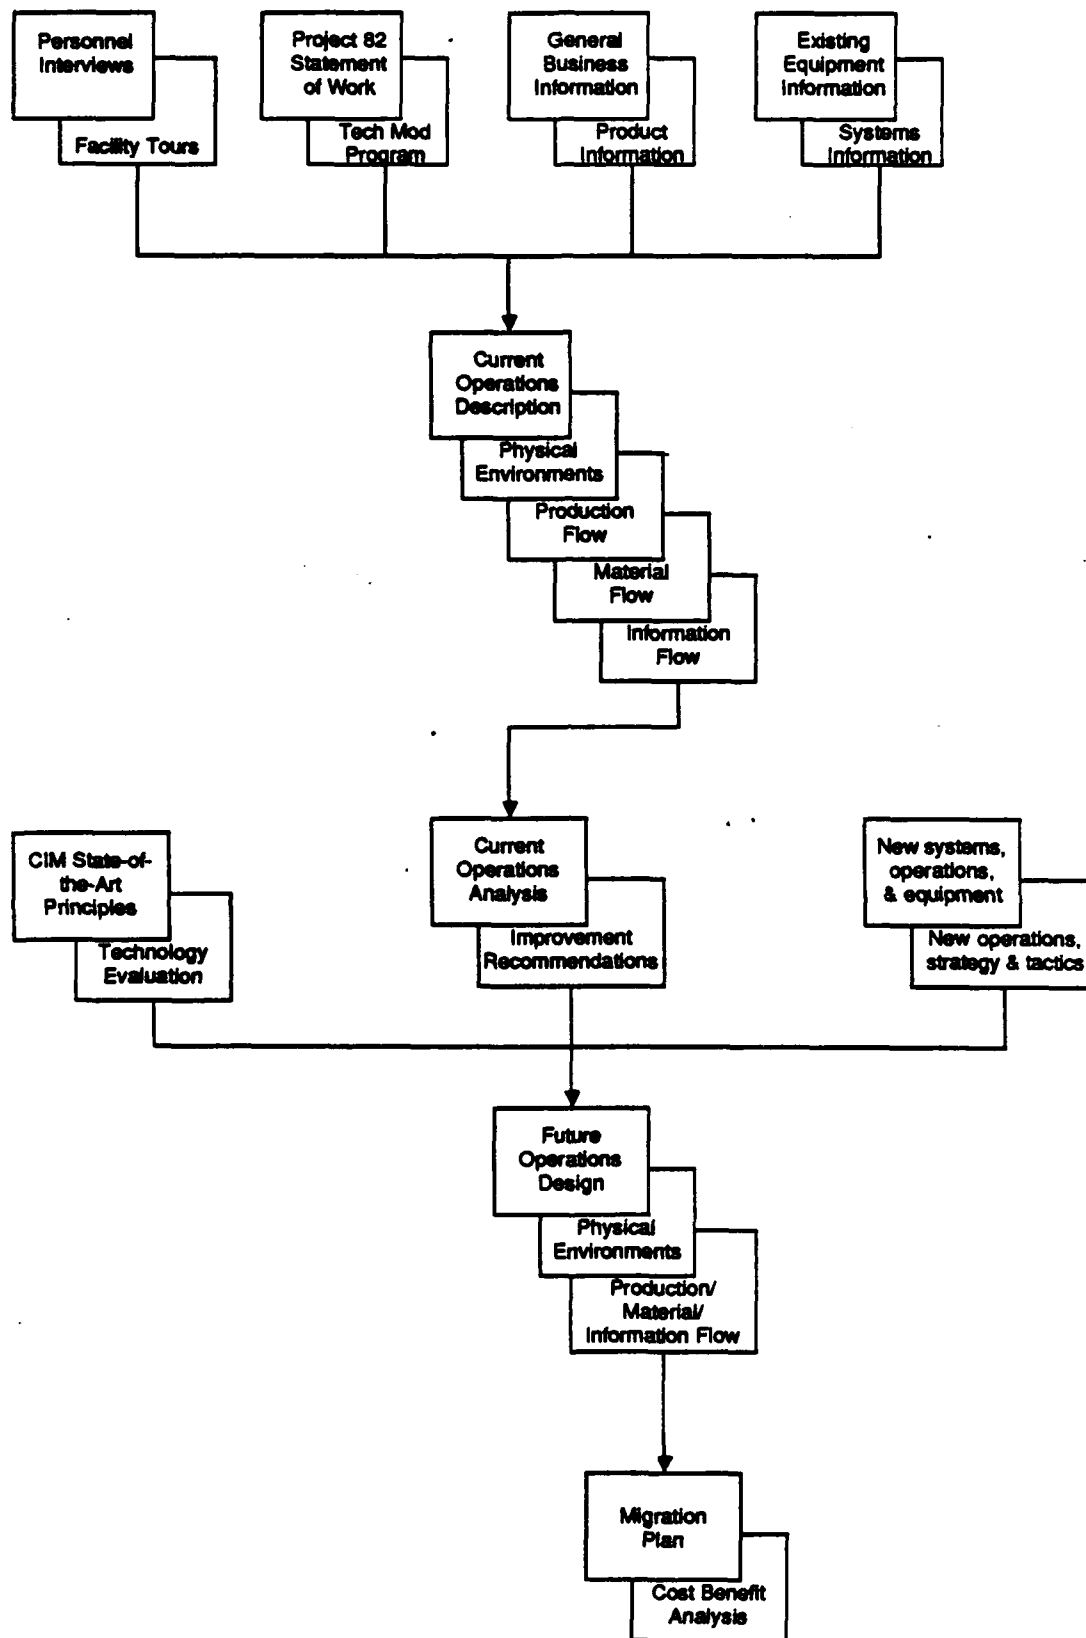 Personnel
Interviews
Facility Tours
Project 82
Statement
of Work
Tech Mod
Program
General
Business
Information
Product
Information
Existing
Equipment
Information
Systems
Information
Current
Operations
Description
Physical
Environments
Production
Flow
Material
Flow
Information
Flow
CIM State-of-
the-Art
Principles
Technology
Evaluation
Current
Operations
Analysis
Improvement
Recommendations
New systems,
operations,
& equipment
New operations,
strategy & tactics
Future
Operations
Design
Physical
Environments
Production/
Material/
Information Flow
Migration
Plan
Cost Benefit
Analysis